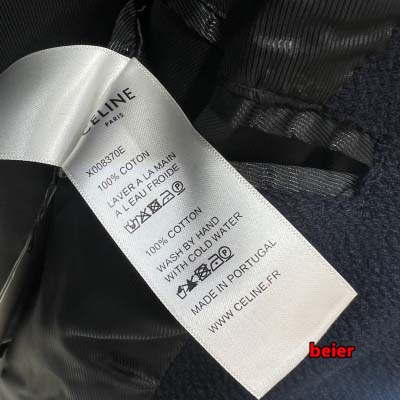 CELINE
PARIS
X008370E
100% COTON
LAVER A LA MAIN
A L'EAU FROIDE
100% COTTON
WASH BY HAND
WITH COLD WATER
MADE IN PORTUGAL
WWW.CELINE.FR
beier